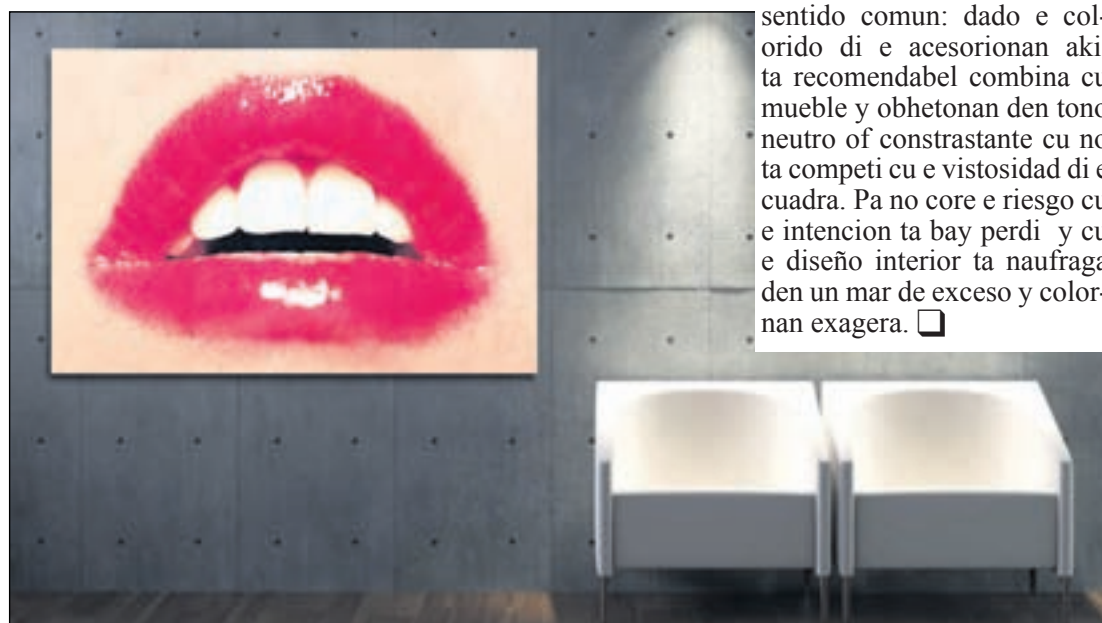 sentido comun: dado e col-
orido di e acesorionan aki
ta recomendabel combina cu
mueble y obhetonan den tono
neutro of constrastante cu no
ta competi cu e vistosidad di e
cuadra. Pa no core e riesgo cu
e intencion ta bay perdi y cu
e diseño interior ta naufraga
den un mar de exceso y color-
nan exagera. ❑